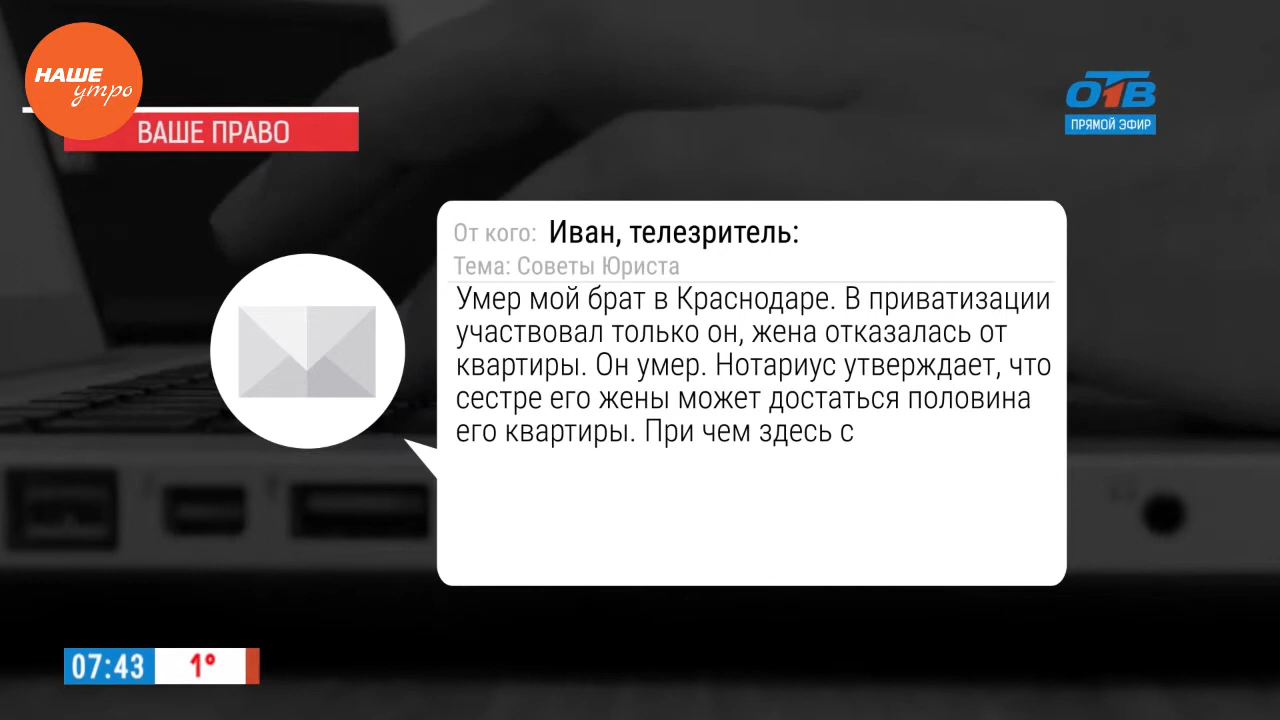 НАШЕ
утро
ВАШЕ ПРАВО
ОТВ
ПРЯМОЙ ЭФИР
От кого: Иван, телезритель:
Тема: Советы Юриста
Умер мой брат в Краснодаре. В приватизации
участвовал только он, жена отказалась от
квартиры. Он умер. Нотариус утверждает, что
сестре его жены может достаться половина
его квартиры. При чем здесь с
07:43 1°